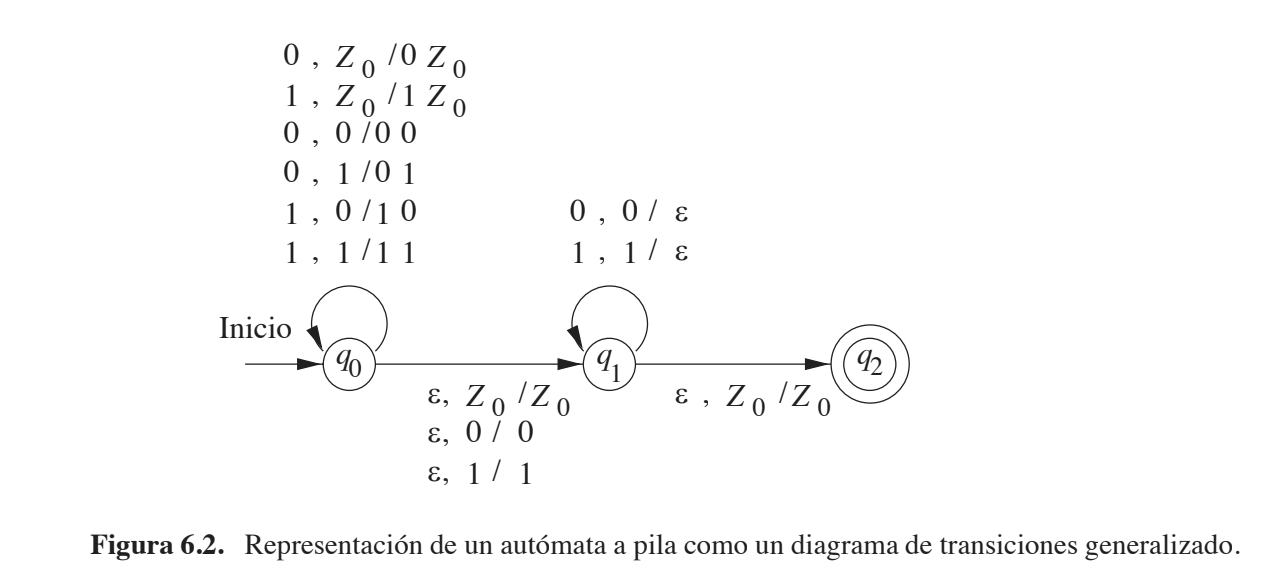 0 , Z0 /0 Z0
1 , Z0 /1 Z0
0 , 0 /0 0
0 , 1 /0 1
1 , 0 /1 0
1 , 1 /1 1
0 , 0 / ε
1 , 1 / ε
Inicio
q0
q1
q2
ε, Z0 /Z0
ε, 0 / 0
ε, 1 / 1
ε , Z0 /Z0
Figura 6.2. Representación de un autómata a pila como un diagrama de transiciones generalizado.